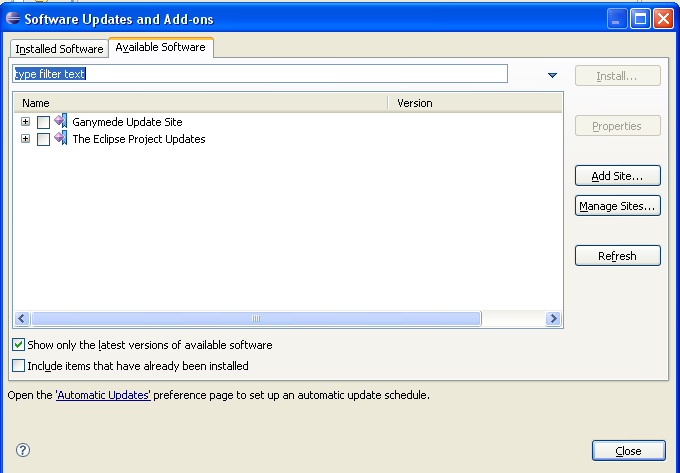 Software Updates and Add-ons
Installed Software
Available Software
type filter text
Install...
Name
Version
Ganymede Update Site
The Eclipse Project Updates
Properties
Add Site...
Manage Sites...
Refresh
Show only the latest versions of available software
Include items that have already been installed
Open the 'Automatic Updates' preference page to set up an automatic update schedule.
?
Close